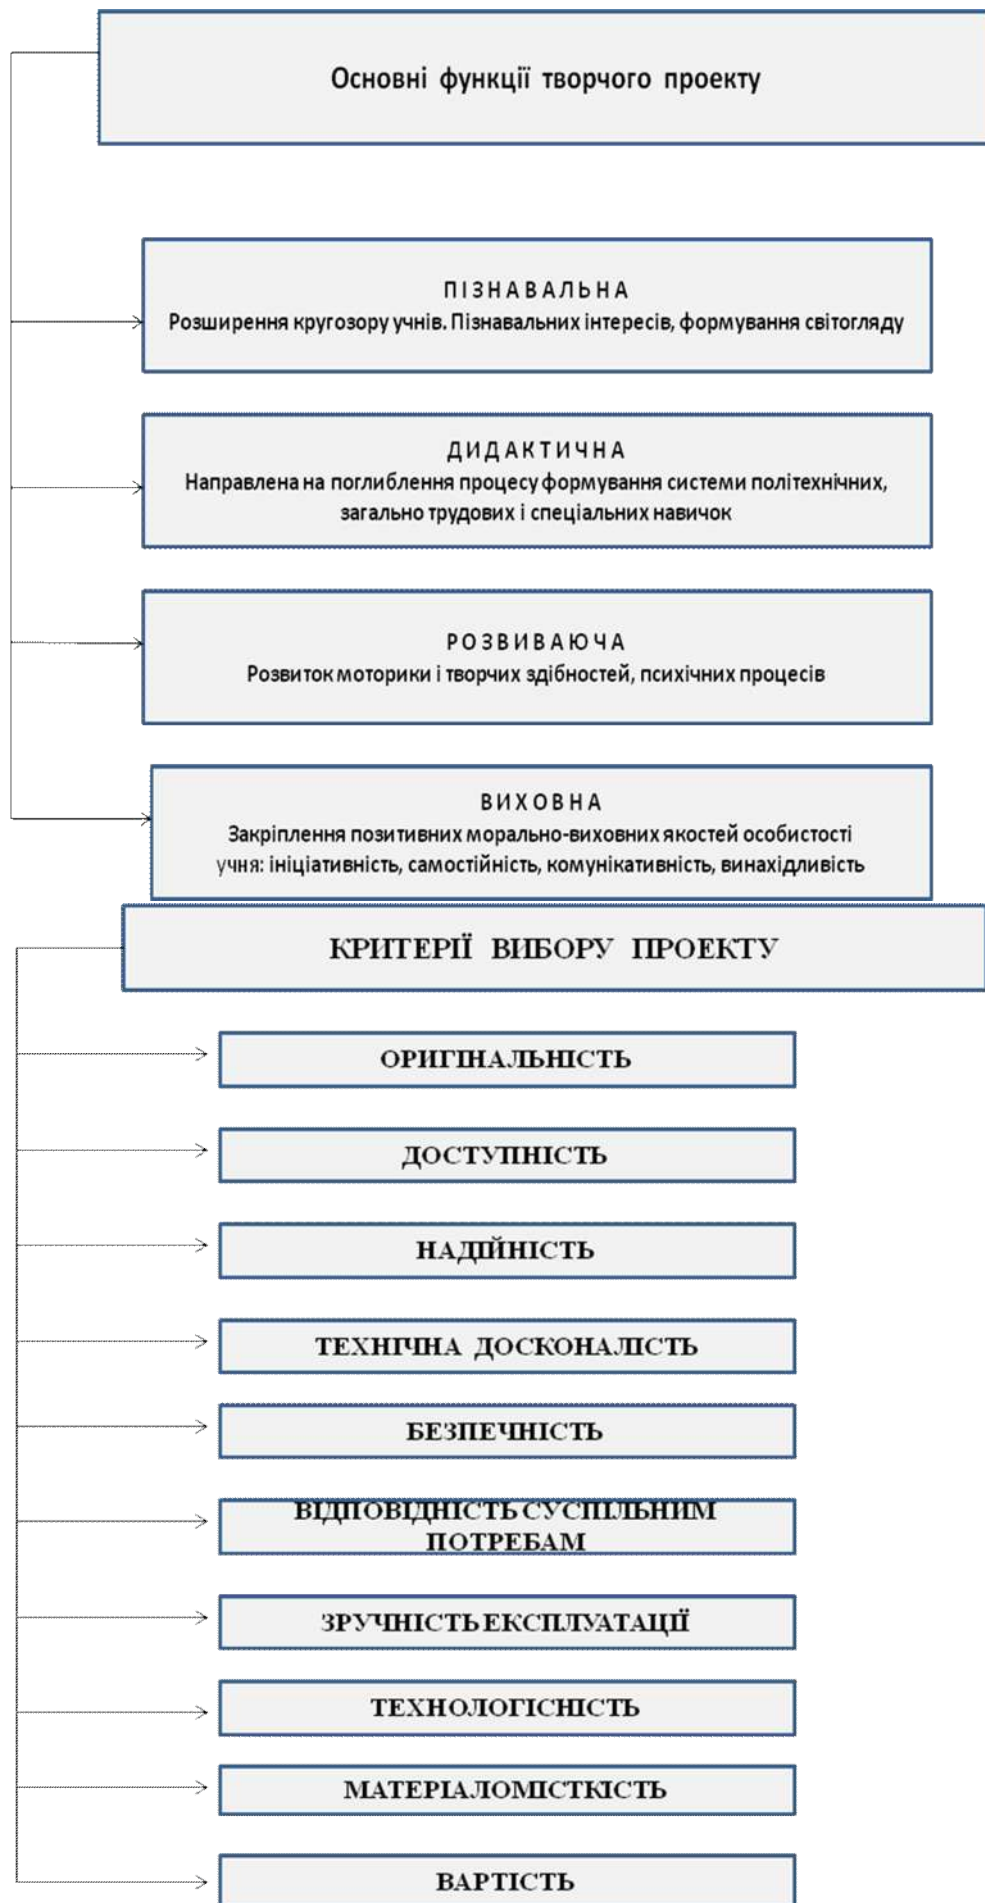 Основні функції творчого проекту
ПІЗНАВАЛЬНА
Розширення кругозору учнів. Пізнавальних інтересів, формування світогляду
ДИДАКТИЧНА
Направлена на поглиблення процесу формування системи політехнічних,
загально трудових і спеціальних навичок
РОЗВИВАЮЧА
Розвиток моторики і творчих здібностей, психічних процесів
ВИХОВНА
Закріплення позитивних морально-виховних якостей особистості
учня: ініціативність, самостійність, комунікативність, винахідливість
КРИТЕРІЇ ВИБОРУ ПРОЕКТУ
ОРИГІНАЛЬНІСТЬ
ДОСТУПНІСТЬ
НАДІЙНІСТЬ
ТЕХНІЧНА ДОСКОНАЛІСТЬ
БЕЗПЕЧНІСТЬ
ВІДПОВІДНІСТЬ СУСПІЛЬНИМ
ПОТРЕБАМ
ЗРУЧНІСТЬ ЕКСПЛУАТАЦІЇ
ТЕХНОЛОГІСНІСТЬ
МАТЕРІАЛОМІСТКІСТЬ
ВАРТІСТЬ